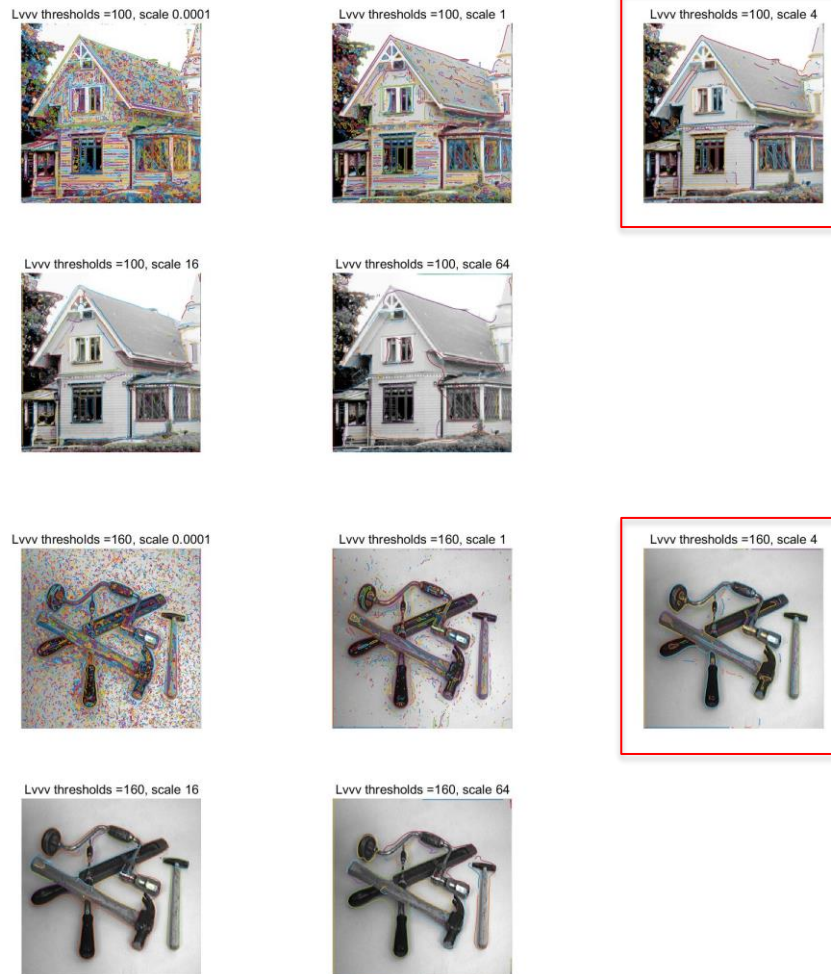 Lvvv thresholds =100, scale 0.0001
Lvvv thresholds =100, scale 1
Lvvv thresholds =100, scale 4
Lvvv thresholds =100, scale 16
Lvvv thresholds =100, scale 64
Lvvv thresholds =160, scale 0.0001
Lvvv thresholds =160, scale 1
Lvvv thresholds =160, scale 4
Lvvv thresholds =160, scale 16
Lvvv thresholds =160, scale 64